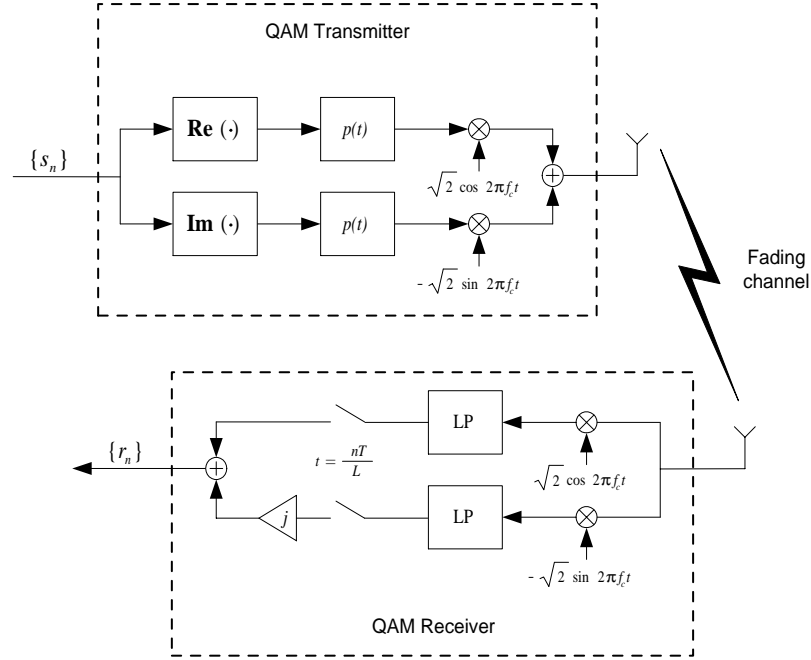 QAM Transmitter
{s_n}
Re (·)
p(t)
√2 cos 2πf_c t
Im (·)
p(t)
- √2 sin 2πf_c t
Fading
channel
{r_n}
j
t = nT/L
LP
√2 cos 2πf_c t
LP
- √2 sin 2πf_c t
QAM Receiver